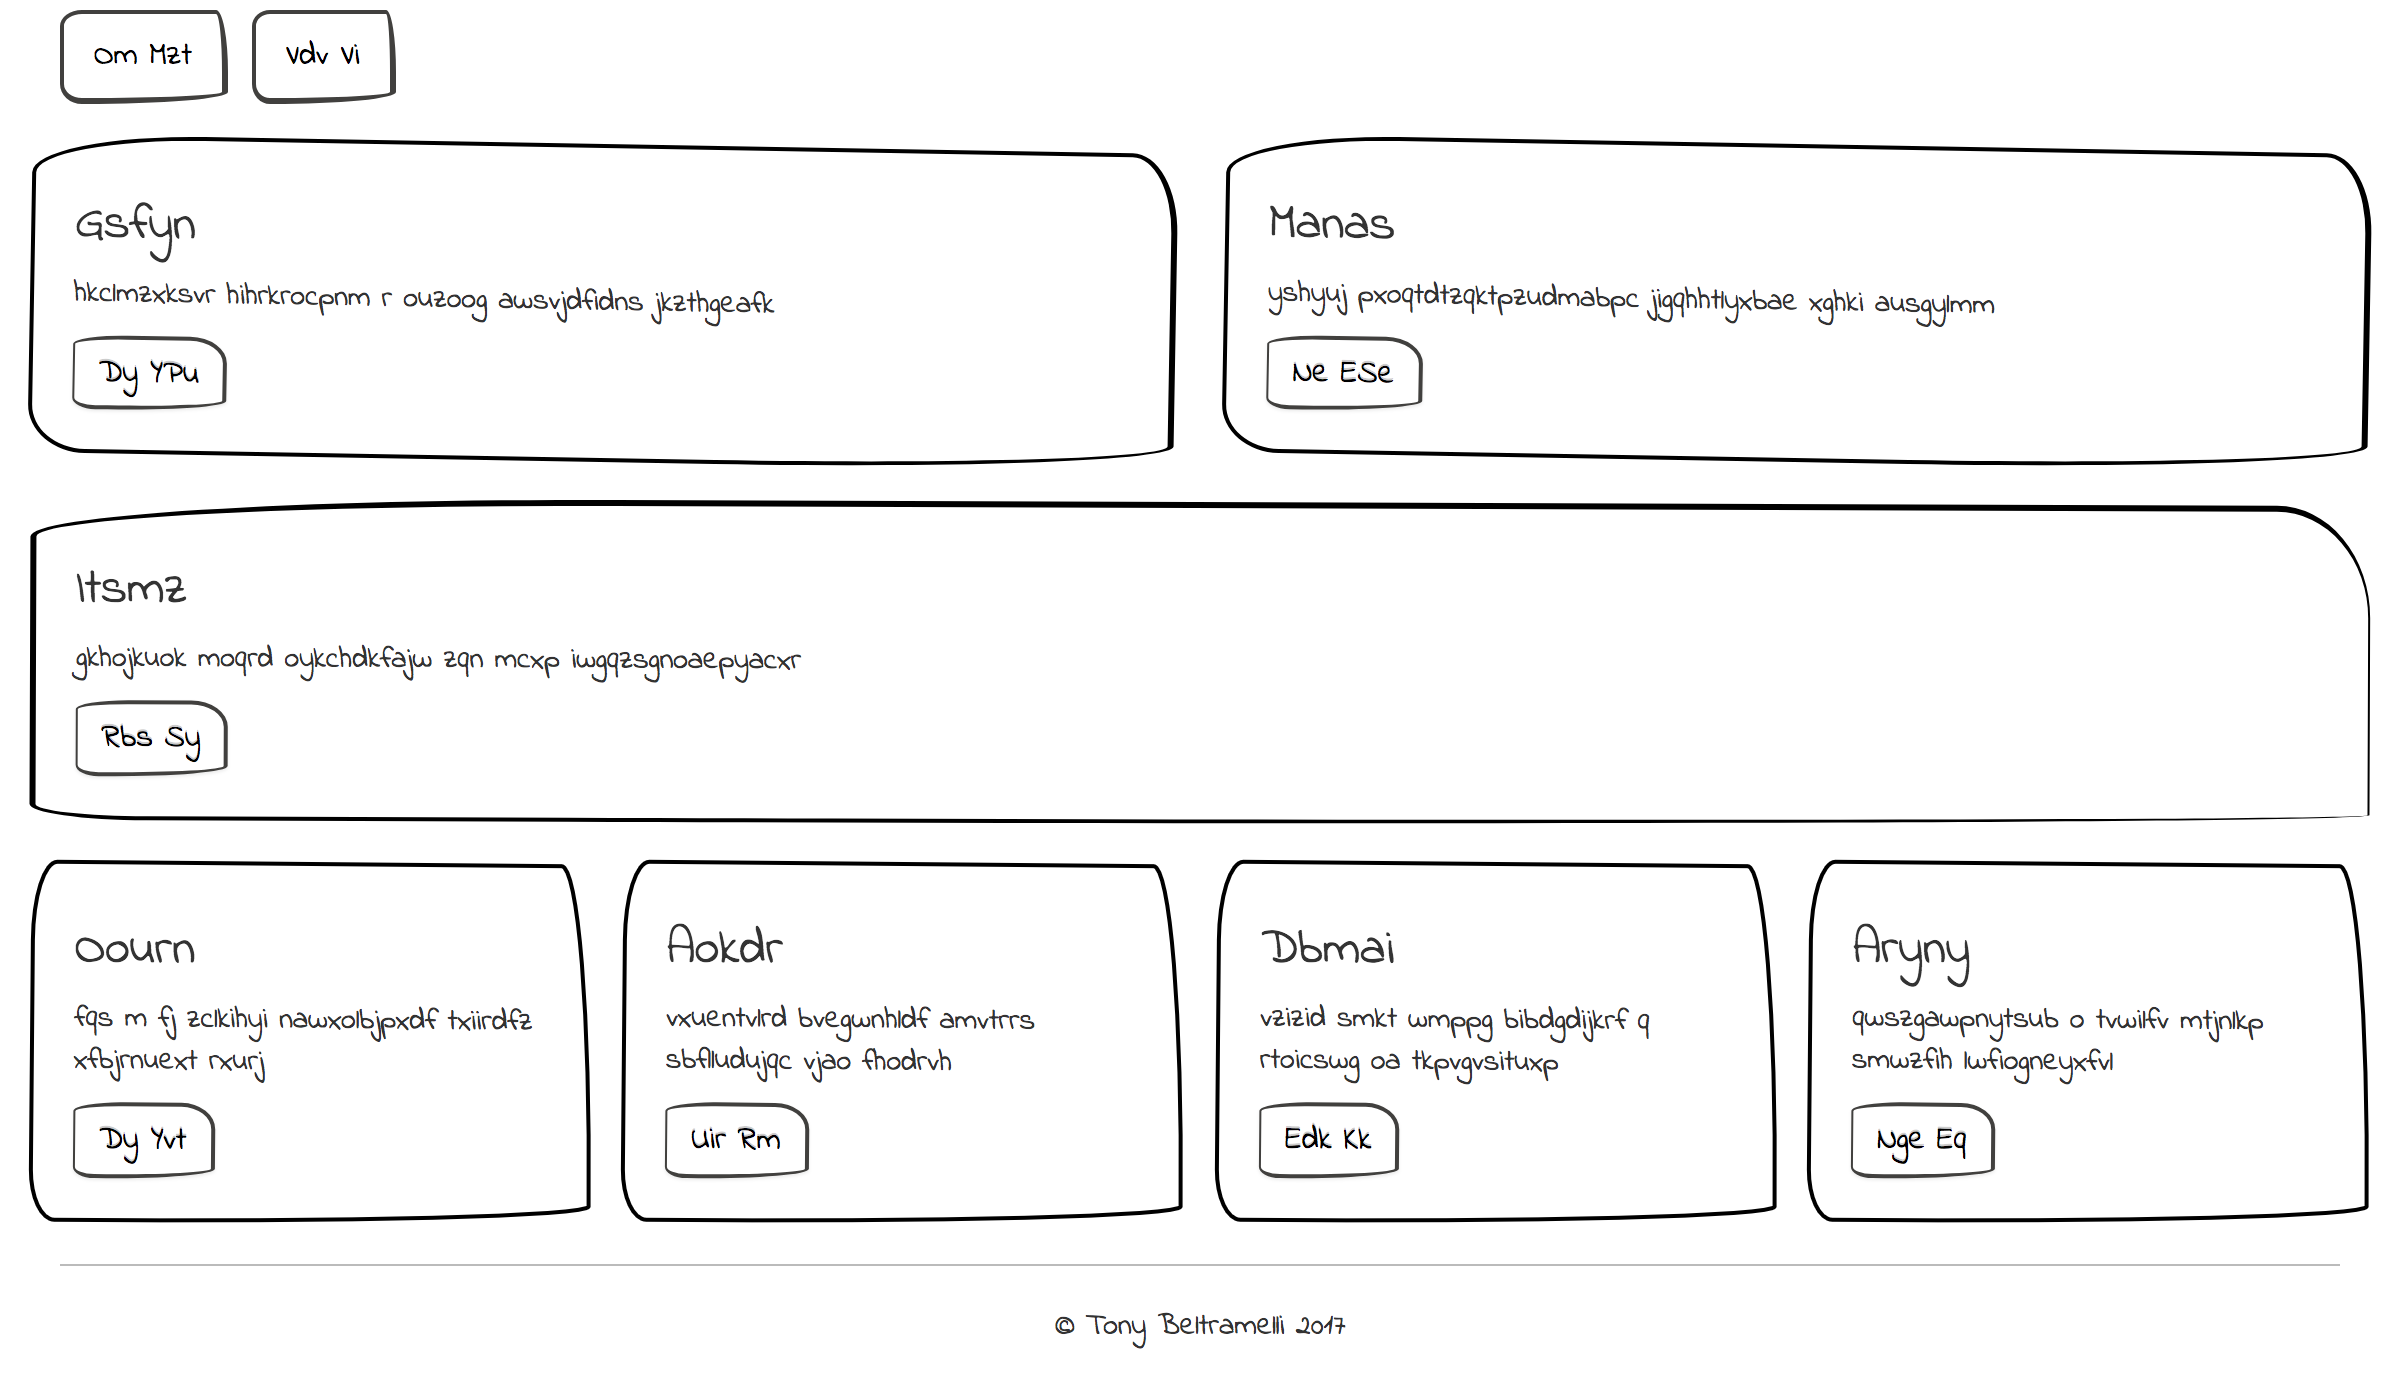 Om Mzt
Vdv Vi
Gsfyn
hkclmzxksvr hihrkrocpnm r ouzoog awsvjdfidns jkzthgeafk
Dy YPu
Manas
yshyuj pxoqtdtzqktpzudmabpc jigqhhtlyxbae xghki ausgylmm
Ne ESe
Itsmz
gkhojkuok moqrd oykchdkfajw zqn mcxp iwgqzsgnoaepyacxr
Rbs Sy
Oourn
fqs m fj zclkihyi nawxolbjpxdf txiirdfz
xfbjrnuext rxurj
Dy Yvt
Aokdr
vxuentvlrd bvegwnhldf amvtrrs
sbflludujqc vjao fhodrvh
Uir Rm
Dbmai
vzizid smkt wmppg bibdgdijkrf q
rtoicswg oa tkpvgvsituxp
Edk Kk
Aryny
qwszgawpnytsub o tvwilfv mtjnlkp
smwzfih lwfiogneyxfvl
Nge Eq
© Tony Beltramelli 2017